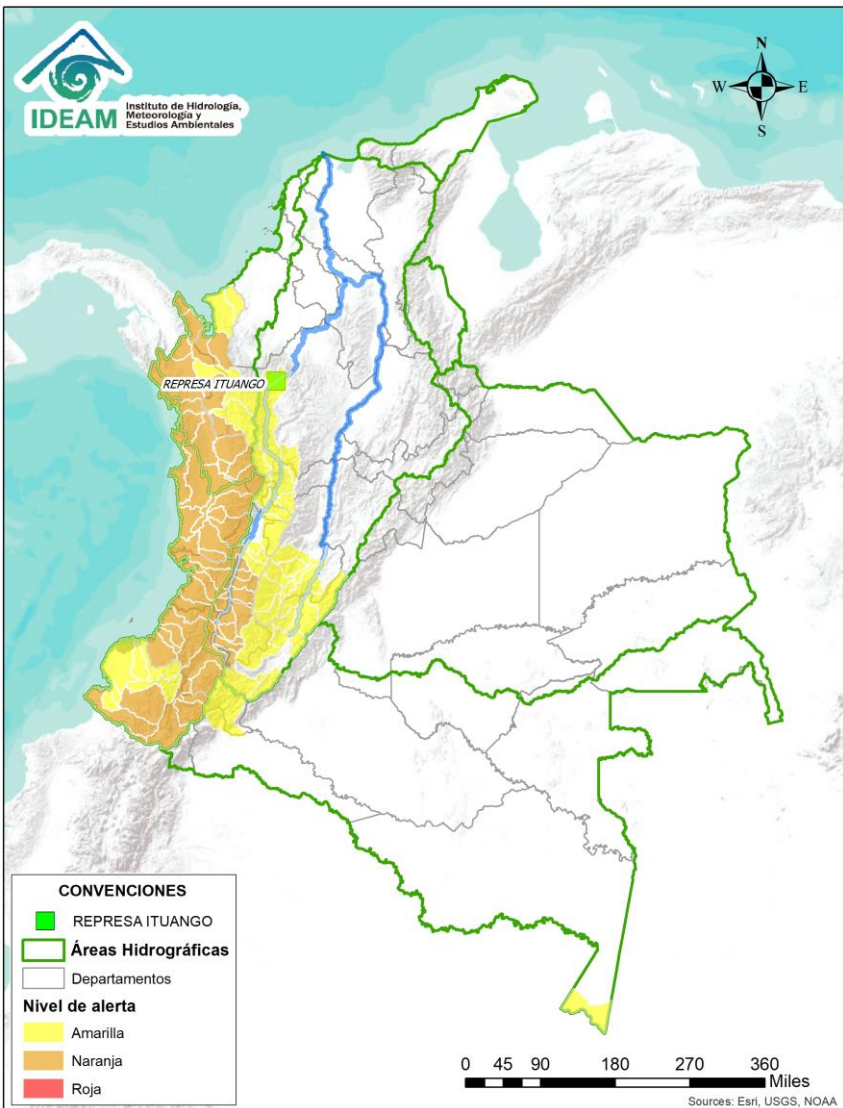 IDEAM
Instituto de Hidrología,
Meteorología y
Estudios Ambientales
N
W
E
S
REPRESA ITUANGO
CONVENCIONES
REPRESA ITUANGO
Áreas Hidrográficas
Departamentos
Nivel de alerta
Amarilla
Naranja
Roja
0 45 90 180 270 360
Miles
Sources: Esri, USGS, NOAA